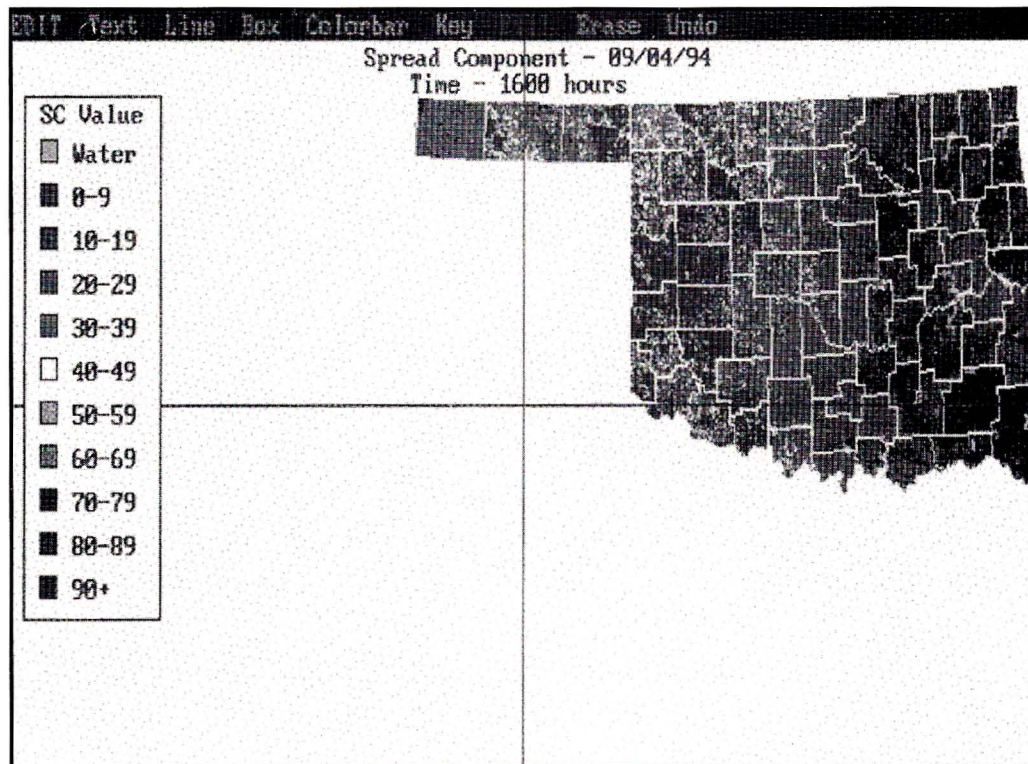 EDIT Text Line Box Colorbar Key Erase Undo
Spread Component - 09/04/94
Time - 1600 hours
SC Value
Water
0-9
10-19
20-29
30-39
40-49
50-59
60-69
70-79
80-89
90+